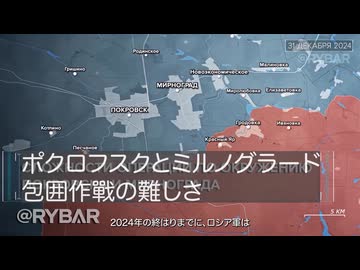 31 ДЕКАБРЯ 2024
@RYBAR
Родинское
Гришино
Малиновка
Новоэкономическое
МИРНОГРАД
Миролюбовка
Елизаветовка
ПОКРОВСК
Гродовка
Ивановка
Котлино
Красный Яр
Песчаное
ポクロフスクとミルノグラード
包囲作戦の難しさ
@RYBAR
2024年の終わりまでに、ロシア軍は
5 КМ